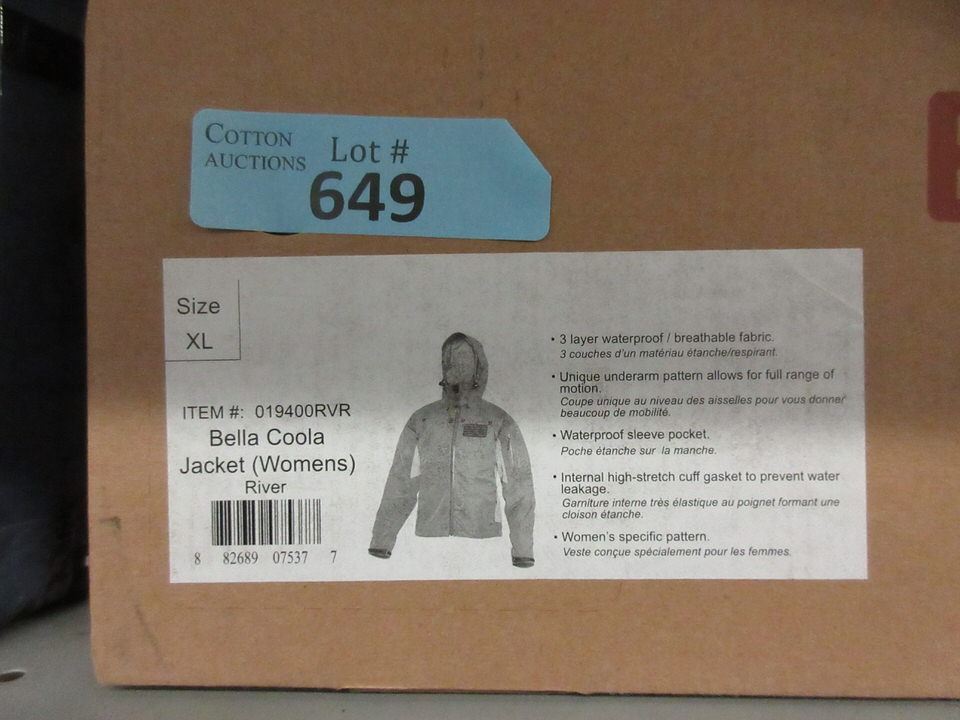 COTTON
AUCTIONS
Lot #
649
Size
XL
ITEM #: 019400RVR
Bella Coola
Jacket (Womens)
River
8 82689 07537 7
• 3 layer waterproof / breathable fabric.
3 couches d'un matériau étanche/respirant.
• Unique underarm pattern allows for full range of
motion.
Coupe unique au niveau des aisselles pour vous donner
beaucoup de mobilité.
• Waterproof sleeve pocket.
Poche étanche sur la manche.
• Internal high-stretch cuff gasket to prevent water
leakage.
Garniture interne très élastique au poignet formant une
cloison étanche.
• Women's specific pattern.
Veste conçue spécialement pour les femmes.